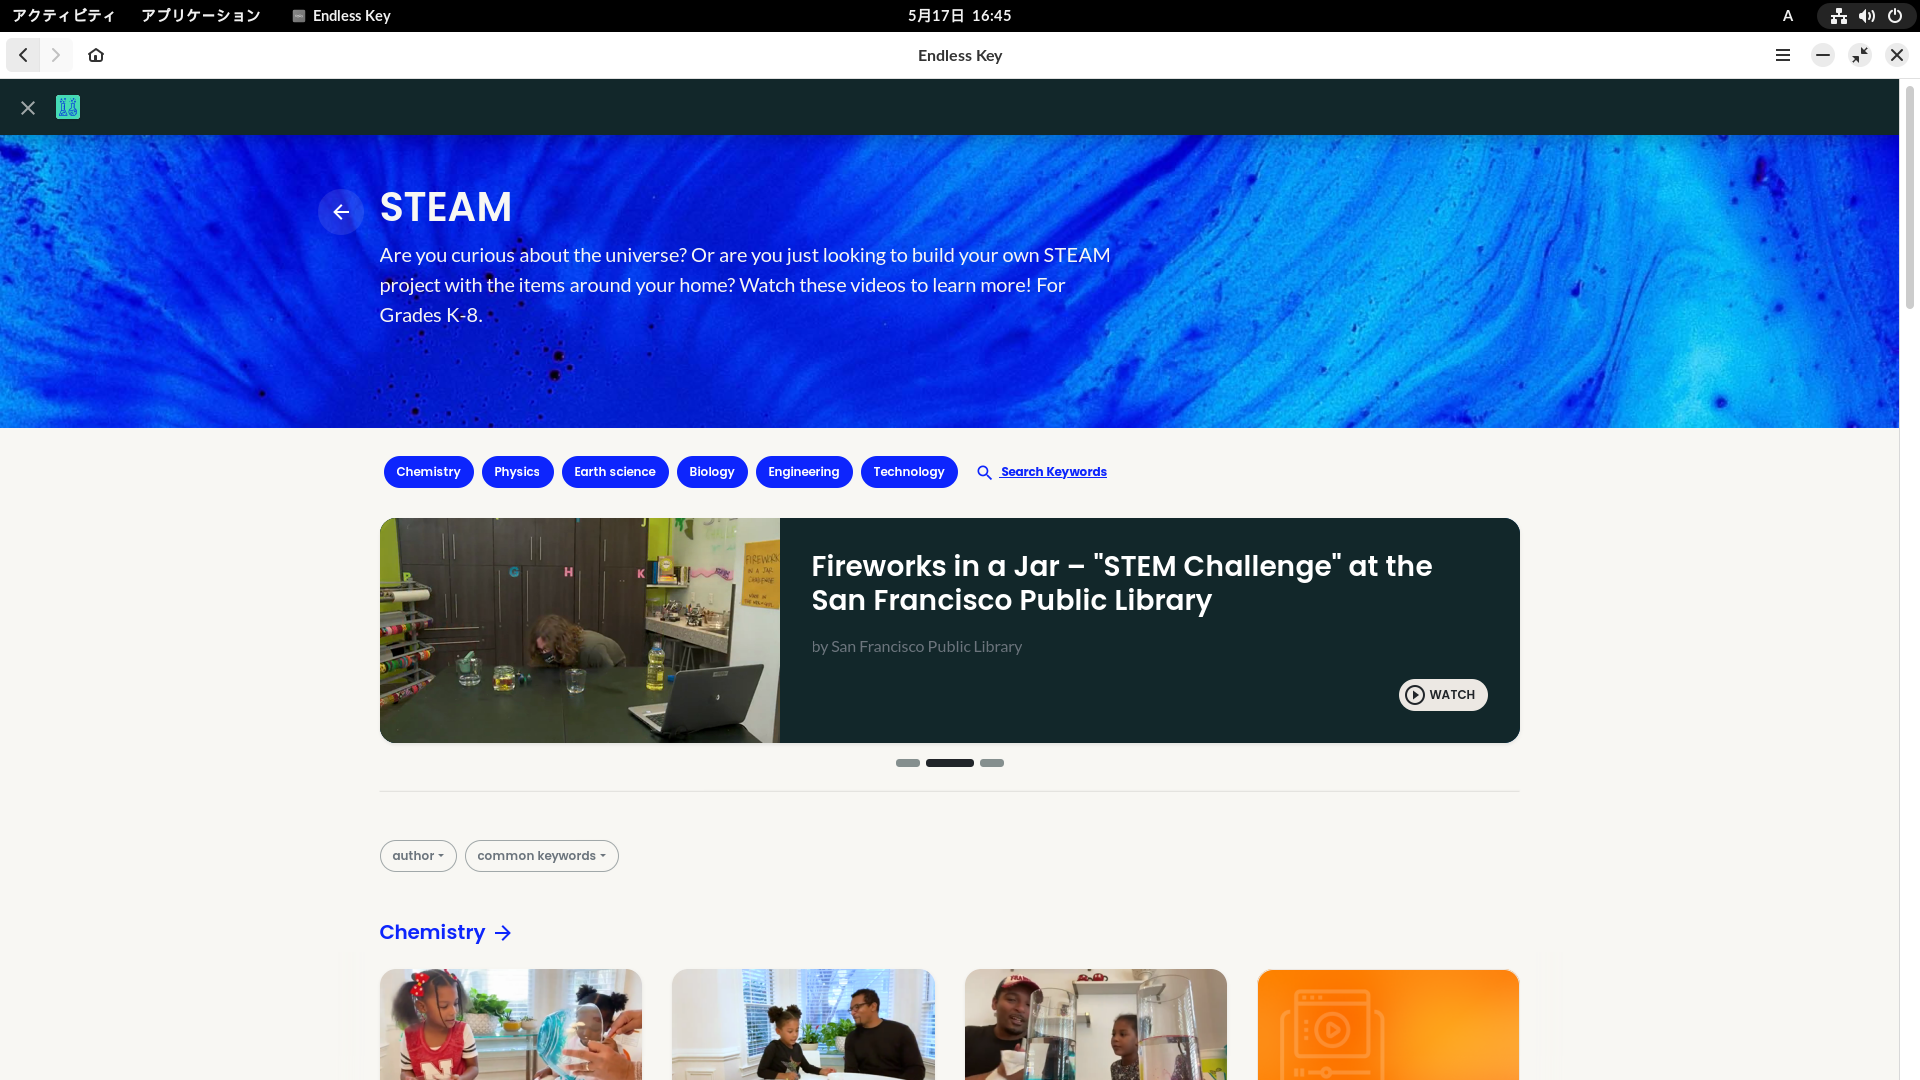 アクティビティ アプリケーション Endless Key 5月17日 16:45 A
Endless Key
STEAM
Are you curious about the universe? Or are you just looking to build your own STEAM
project with the items around your home? Watch these videos to learn more! For
Grades K-8.
Chemistry Physics Earth science Biology Engineering Technology Search Keywords
G H K
Fireworks in a Jar – "STEM Challenge" at the
San Francisco Public Library
by San Francisco Public Library
WATCH
author common keywords
Chemistry
N